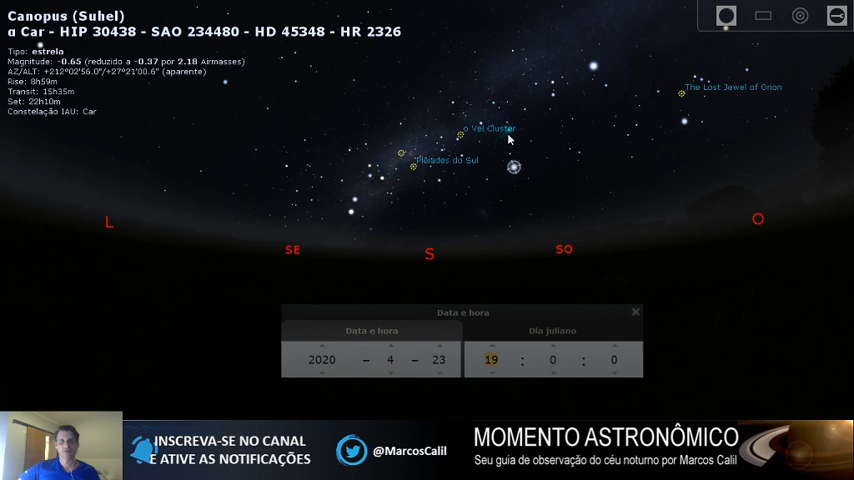 Canopus (Suhel)
α Car - HIP 30438 - SAO 234480 - HD 45348 - HR 2326
Tipo: estrela
Magnitude: -0.65 (reduzido a -0.37 por 2.18 Airmasses)
AZ/ALT: +212°02'56.0"/+27°21'00.6" (aparente)
Rise: 8h59m
Transit: 15h35m
Set: 22h10m
Constelação IAU: Car
The Lost Jewel of Orion
o Vel Cluster
Plêiades do Sul
L
SE
S
SO
O
Data e hora
Data e hora
Dia juliano
2020 - 4 - 23
19 : 0 : 0
INSCREVA-SE NO CANAL
E ATIVE AS NOTIFICAÇÕES
@MarcosCalil
MOMENTO ASTRONÔMICO
Seu guia de observação do céu noturno por Marcos Calil